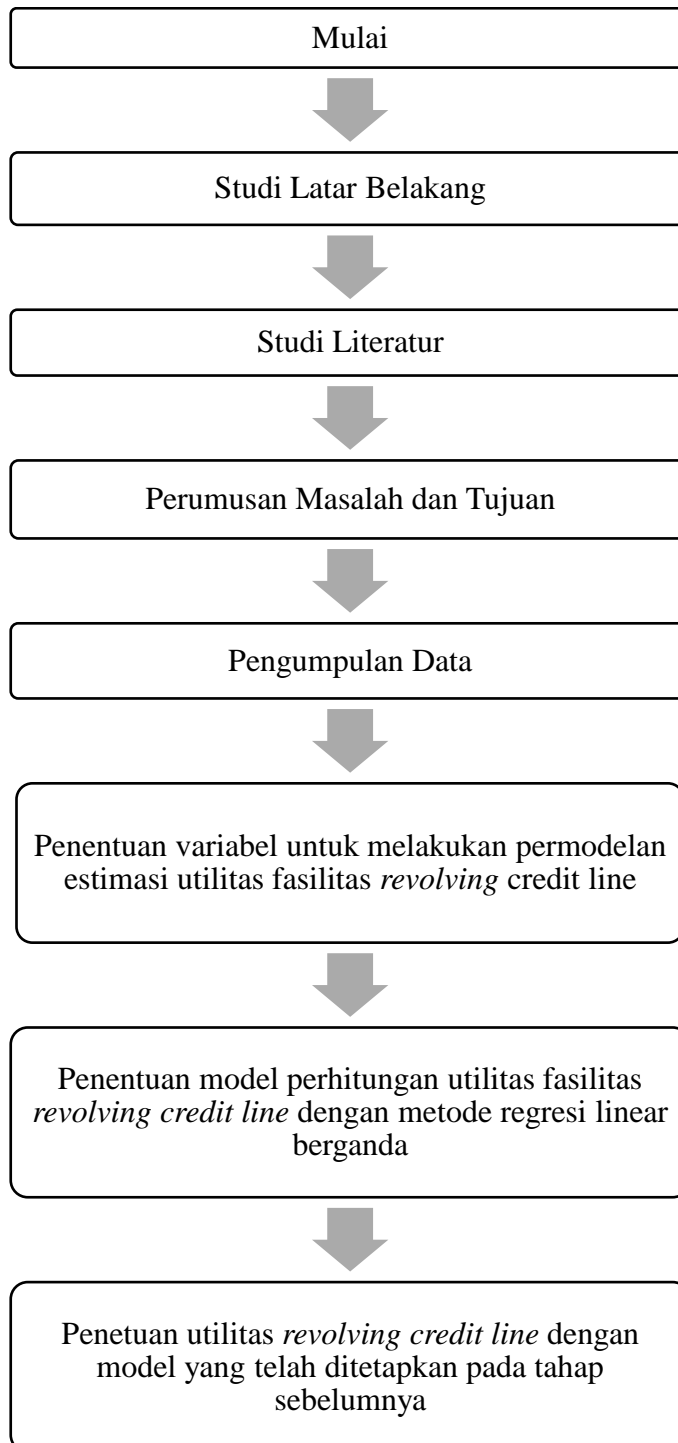 Mulai
Studi Latar Belakang
Studi Literatur
Perumusan Masalah dan Tujuan
Pengumpulan Data
Penentuan variabel untuk melakukan permodelan
estimasi utilitas fasilitas revolving credit line
Penentuan model perhitungan utilitas fasilitas
revolving credit line dengan metode regresi linear
berganda
Penetuan utilitas revolving credit line dengan
model yang telah ditetapkan pada tahap
sebelumnya